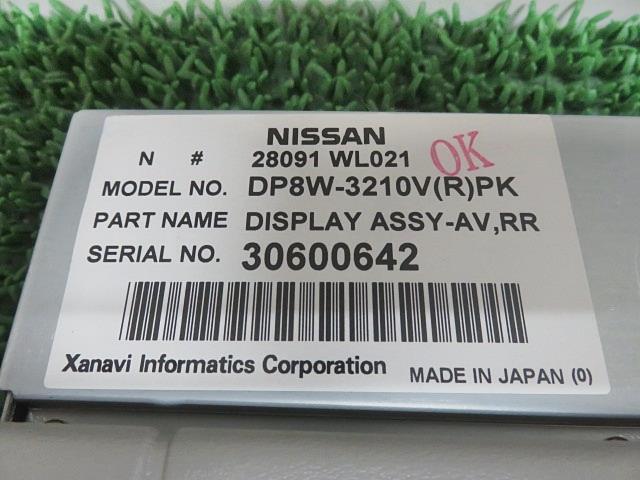 NISSAN
N # 28091 WL021 OK
MODEL NO. DP8W-3210V(R)PK
PART NAME DISPLAY ASSY-AV,RR
SERIAL NO. 30600642
Xanavi Informatics Corporation
MADE IN JAPAN (0)